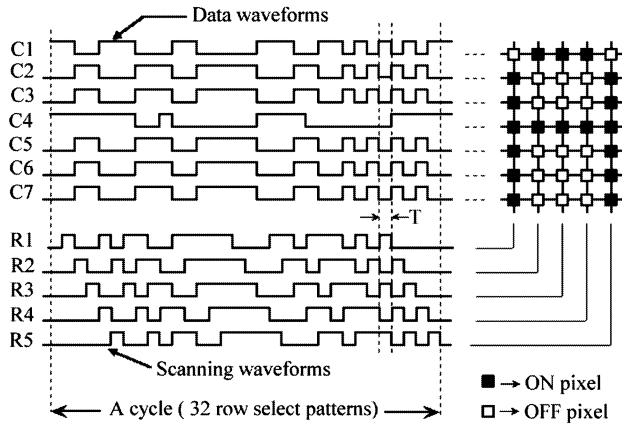 Data waveforms
C1
C2
C3
C4
C5
C6
C7
T
R1
R2
R3
R4
R5
Scanning waveforms
A cycle ( 32 row select patterns)
ON pixel
OFF pixel